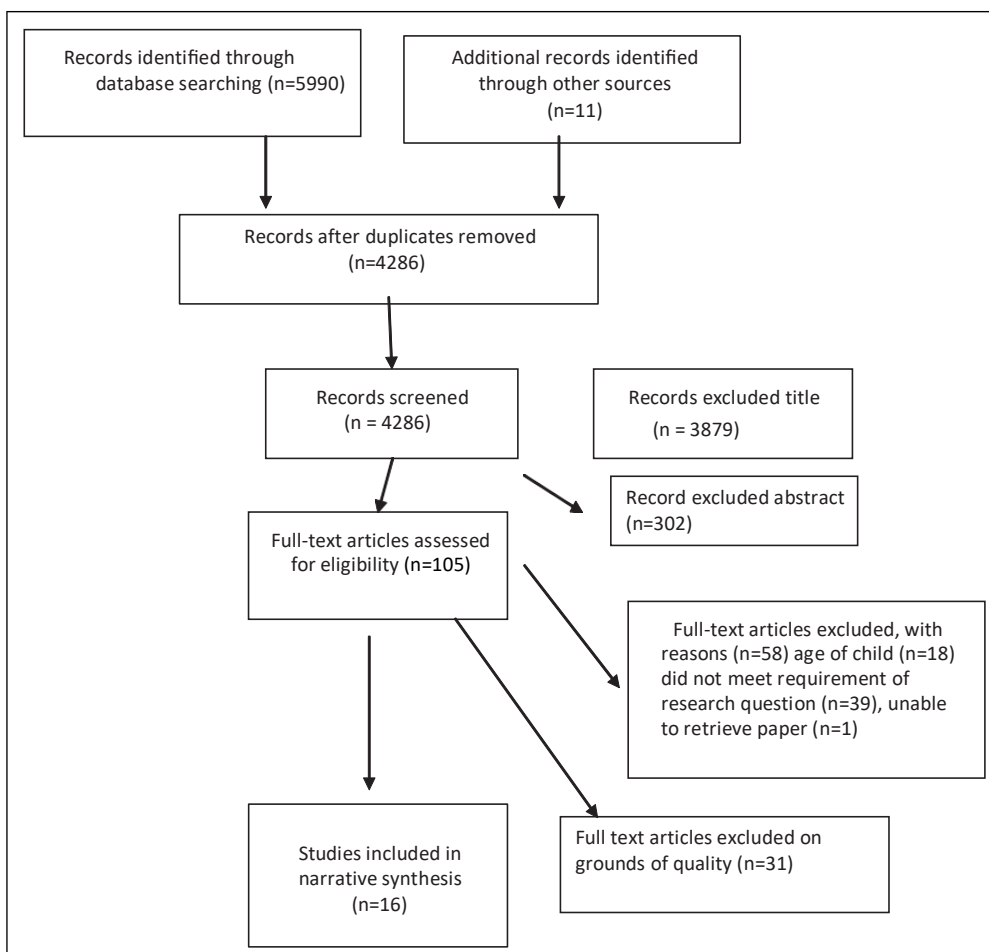 Records identified through
database searching (n=5990)
Additional records identified
through other sources
(n=11)
Records after duplicates removed
(n=4286)
Records screened
(n = 4286)
Records excluded title
(n = 3879)
Record excluded abstract
(n=302)
Full-text articles assessed
for eligibility (n=105)
Full-text articles excluded, with
reasons (n=58) age of child (n=18)
did not meet requirement of
research question (n=39), unable
to retrieve paper (n=1)
Full text articles excluded on
grounds of quality (n=31)
Studies included in
narrative synthesis
(n=16)